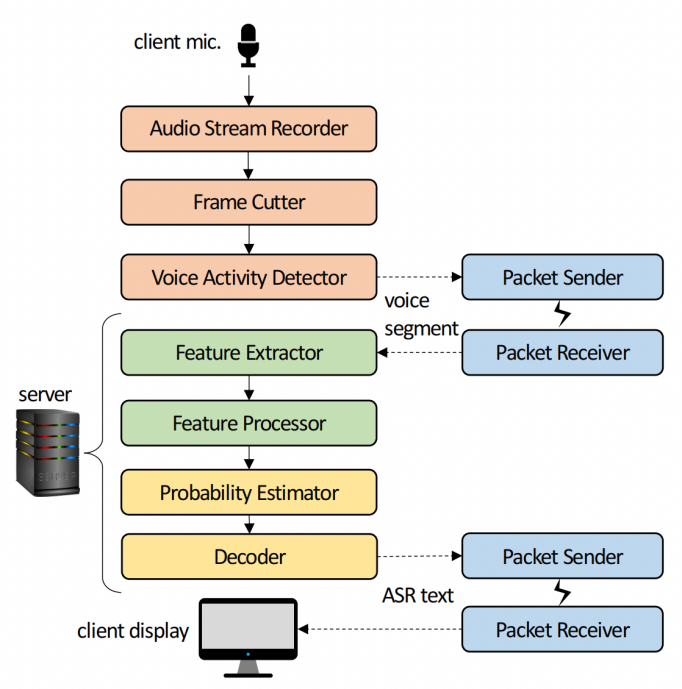 client mic.
Audio Stream Recorder
Frame Cutter
Voice Activity Detector
Packet Sender
voice
segment
Feature Extractor
Packet Receiver
server
Feature Processor
Probability Estimator
Decoder
Packet Sender
ASR text
client display
Packet Receiver